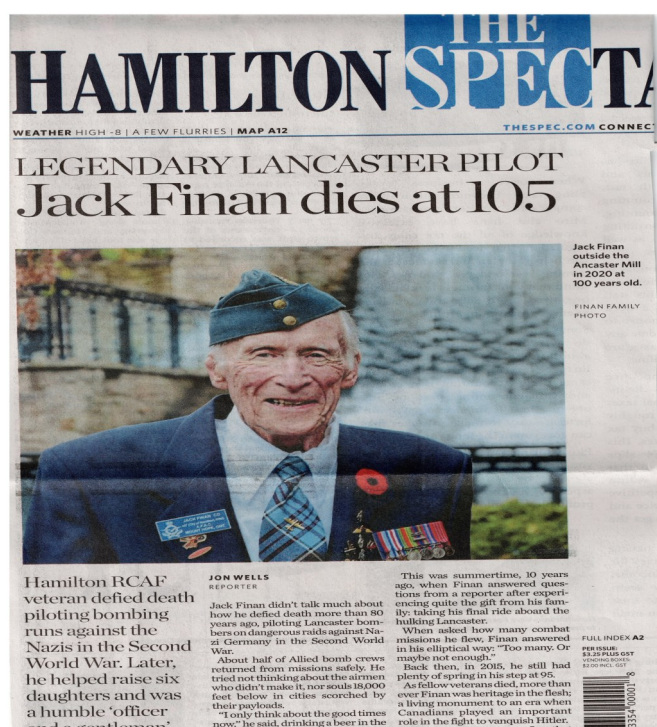 THE
HAMILTON SPECTA
WEATHER HIGH -8 | A FEW FLURRIES | MAP A12
THESPEC.COM CONNECT
LEGENDARY LANCASTER PILOT
Jack Finan dies at 105
Jack Finan
outside the
Ancaster Mill
in 2020 at
100 years old.
FINAN FAMILY
PHOTO
JACK FINAN
Hamilton RCAF
veteran defied death
piloting bombing
runs against the
Nazis in the Second
World War. Later,
he helped raise six
daughters and was
a humble ‘officer
and a gentleman’
JON WELLS
REPORTER
Jack Finan didn’t talk much about
how he defied death more than 80
years ago, piloting Lancaster bom-
bers on dangerous raids against Na-
zi Germany in the Second World
War.
About half of Allied bomb crews
returned from missions safely. He
tried not thinking about the airmen
who didn’t make it, nor souls 18,000
feet below in cities scorched by
their payloads.
“I only think about the good times
now,” he said, drinking a beer in the
This was summertime, 10 years
ago, when Finan answered ques-
tions from a reporter after experi-
encing quite the gift from his fam-
ily: taking his final ride aboard the
hulking Lancaster.
When asked how many combat
missions he flew, Finan answered
in his elliptical way: “Too many. Or
maybe not enough.”
Back then, in 2015, he still had
plenty of spring in his step at 95.
As fellow veterans died, more than
ever Finan was heritage in the flesh;
a living monument to an era when
Canadians played an important
role in the fight to vanquish Hitler.
FULL INDEX A2
PER ISSUE:
$3.25 PLUS GST
VENDING BOXES:
$2.00 INCL. GST